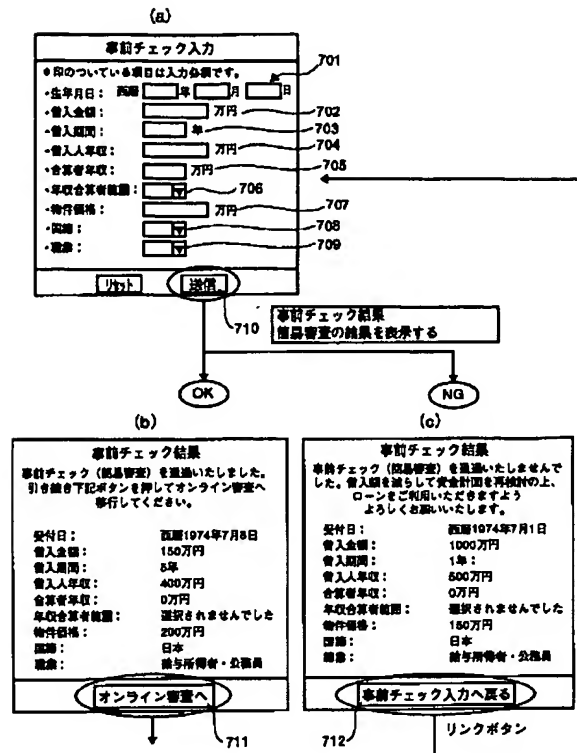 (a)
事前チェック入力
●印のついている項目は入力必須です。
・生年月日： 西暦 年 月 日
701
・借入金額： 万円
702
・借入期間： 年
703
・借入人年収： 万円
704
・合算者年収： 万円
705
・年収合算者範囲：
706
・物件価格： 万円
707
・国籍：
708
・職業：
709
リセット 送信
710
事前チェック結果
簡易審査の結果を表示する
OK NG
(b)
事前チェック結果
事前チェック（簡易審査）を通過いたしました。
引き続き下記ボタンを押してオンライン審査へ
移行してください。
受付日： 西暦1974年7月8日
借入金額： 150万円
借入期間： 5年
借入人年収： 400万円
合算者年収： 0万円
年収合算者範囲： 選択されませんでした
物件価格： 200万円
国籍： 日本
職業： 給与所得者・公務員
オンライン審査へ
711
(c)
事前チェック結果
事前チェック（簡易審査）を通過いたしませんで
した。借入額を減らして資金計画を再検討の上、
ローンをご利用いただきますよう
よろしくお願いいたします。
受付日： 西暦1974年7月1日
借入金額： 1000万円
借入期間： 1年：
借入人年収： 500万円
合算者年収： 0万円
年収合算者範囲： 選択されませんでした
物件価格： 150万円
国籍： 日本
職業： 給与所得者・公務員
事前チェック入力へ戻る
712
リンクボタン